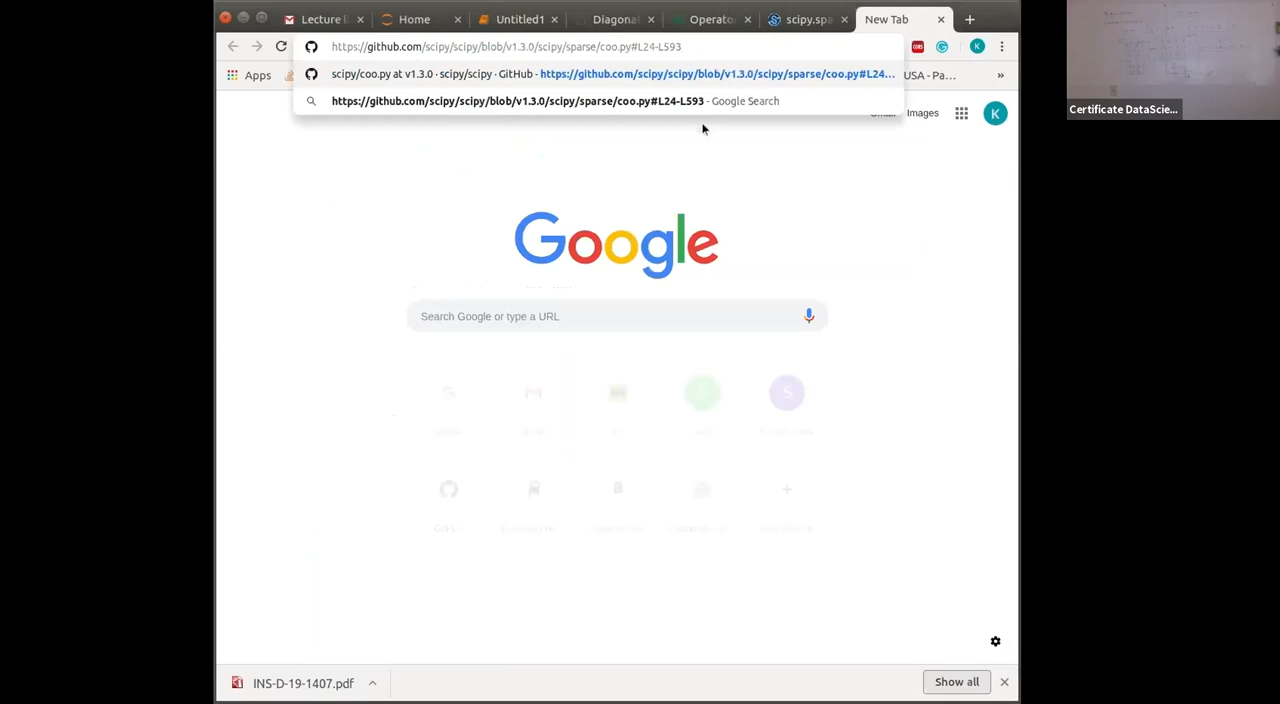 Lecture
Home
Untitled1
Diagonal
Operato
scipy.spa
New Tab
https://github.com/scipy/scipy/blob/v1.3.0/scipy/sparse/coo.py#L24-L593
K
Apps
scipy/coo.py at v1.3.0 · scipy/scipy · GitHub - https://github.com/scipy/scipy/blob/v1.3.0/scipy/sparse/coo.py#L24...
USA - Pa...
»
https://github.com/scipy/scipy/blob/v1.3.0/scipy/sparse/coo.py#L24-L593 - Google Search
Gmail
Images
K
Certificate DataScie...
Google
Search Google or type a URL
S
INS-D-19-1407.pdf
Show all